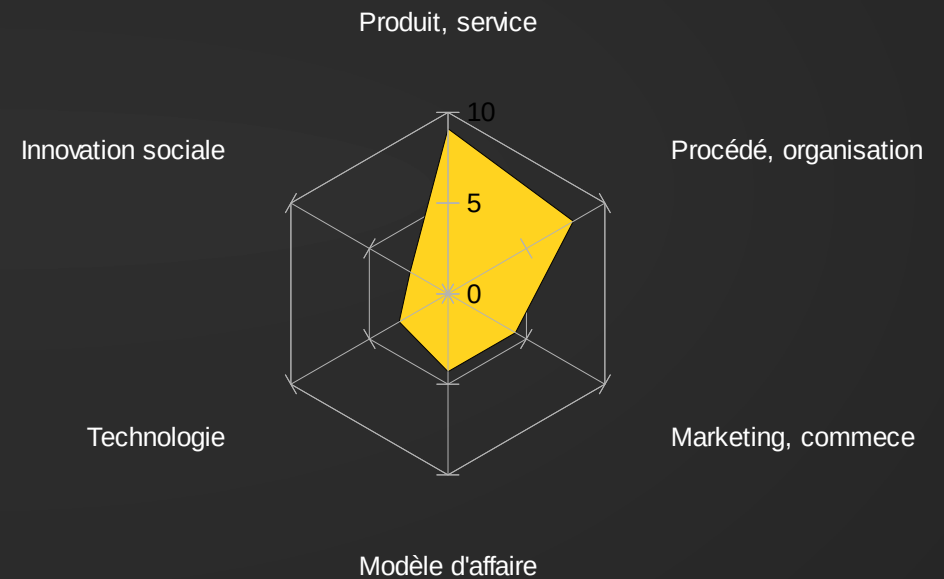 Produit, service
10
Innovation sociale
Procédé, organisation
5
0
Technologie
Marketing, commece
Modèle d'affaire